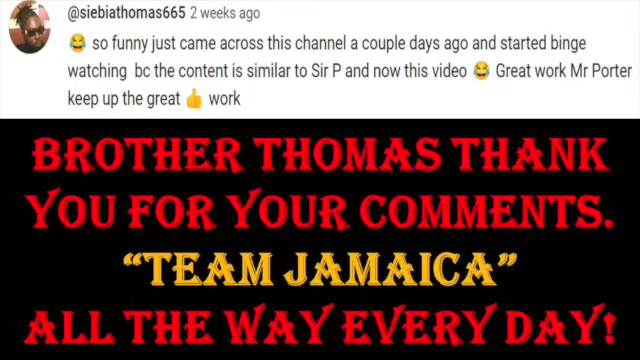 @siebiathomas665 2 weeks ago
😂 so funny just came across this channel a couple days ago and started binge
watching bc the content is similar to Sir P and now this video 😂 Great work Mr Porter
keep up the great 👍 work
BROTHER THOMAS THANK
YOU FOR YOUR COMMENTS.
“TEAM JAMAICA”
ALL THE WAY EVERY DAY!